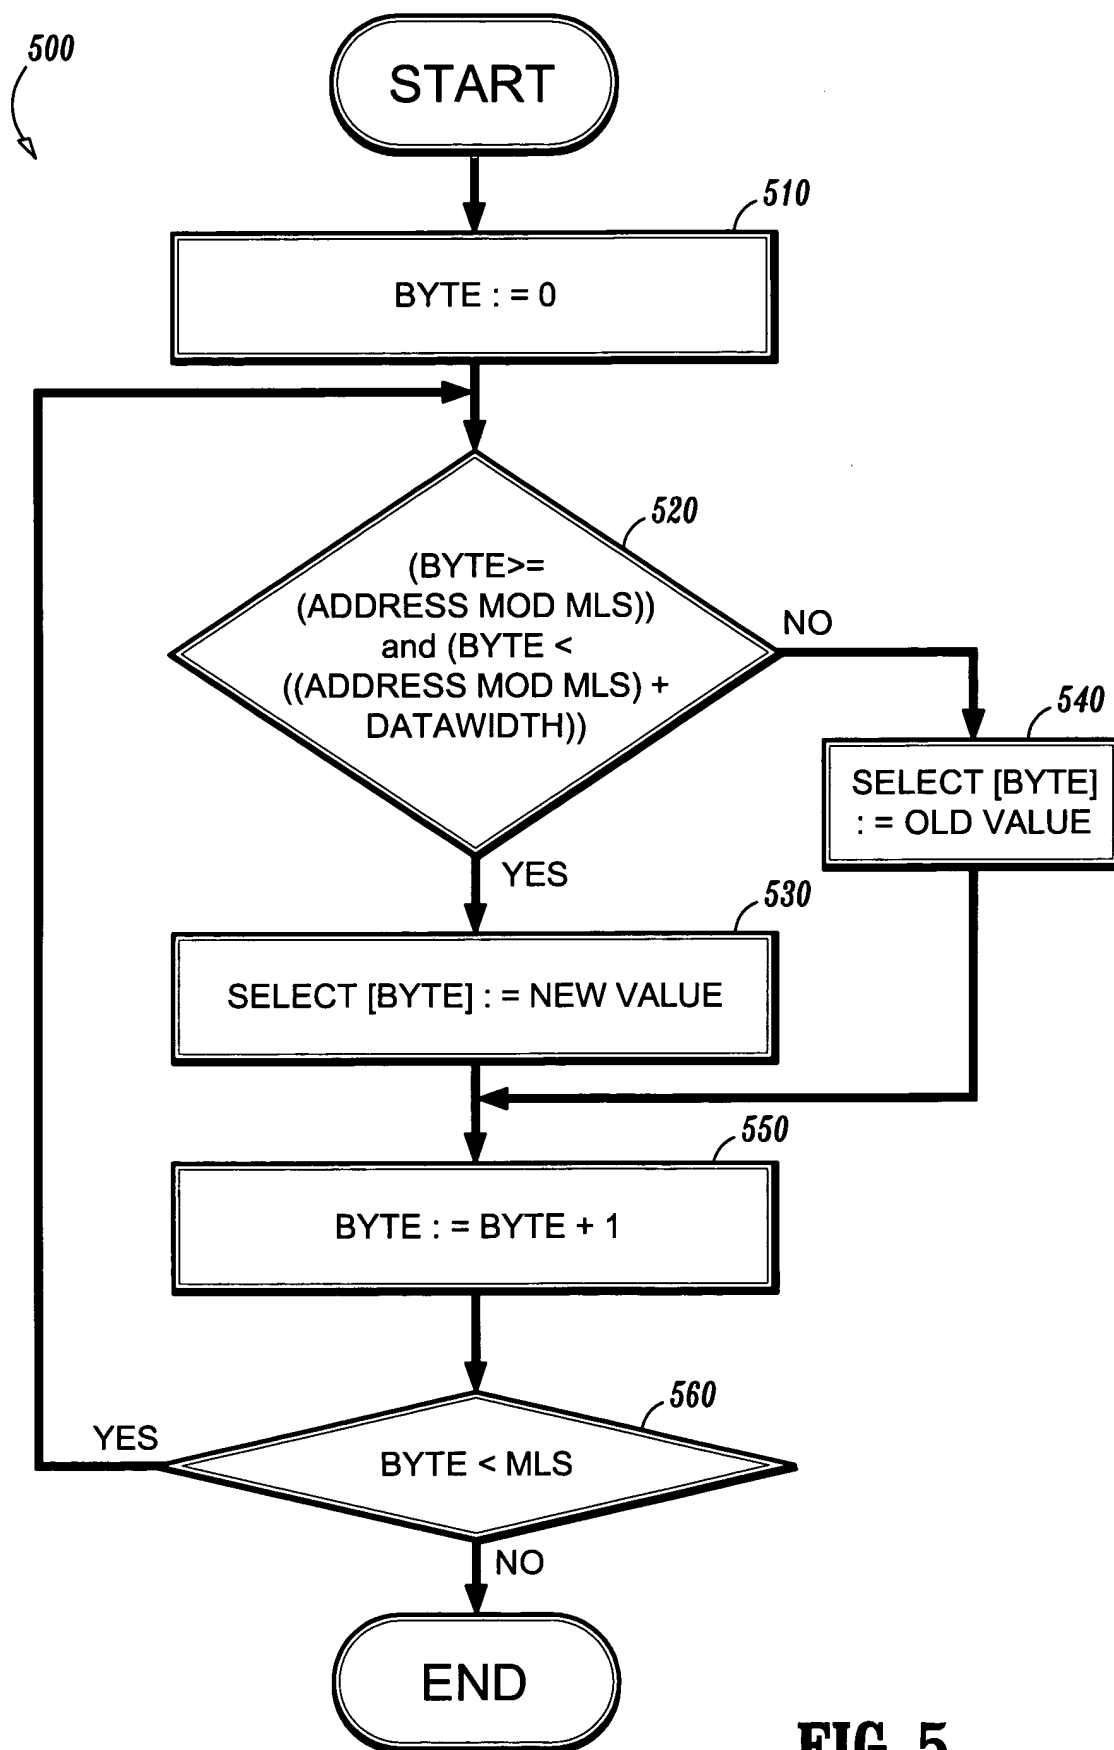 500
START
510
BYTE : = 0
520
(BYTE>=
(ADDRESS MOD MLS))
and (BYTE <
((ADDRESS MOD MLS) +
DATAWIDTH))
NO
540
SELECT [BYTE]
: = OLD VALUE
YES
530
SELECT [BYTE] : = NEW VALUE
550
BYTE : = BYTE + 1
560
YES
BYTE < MLS
NO
END
FIG. 5